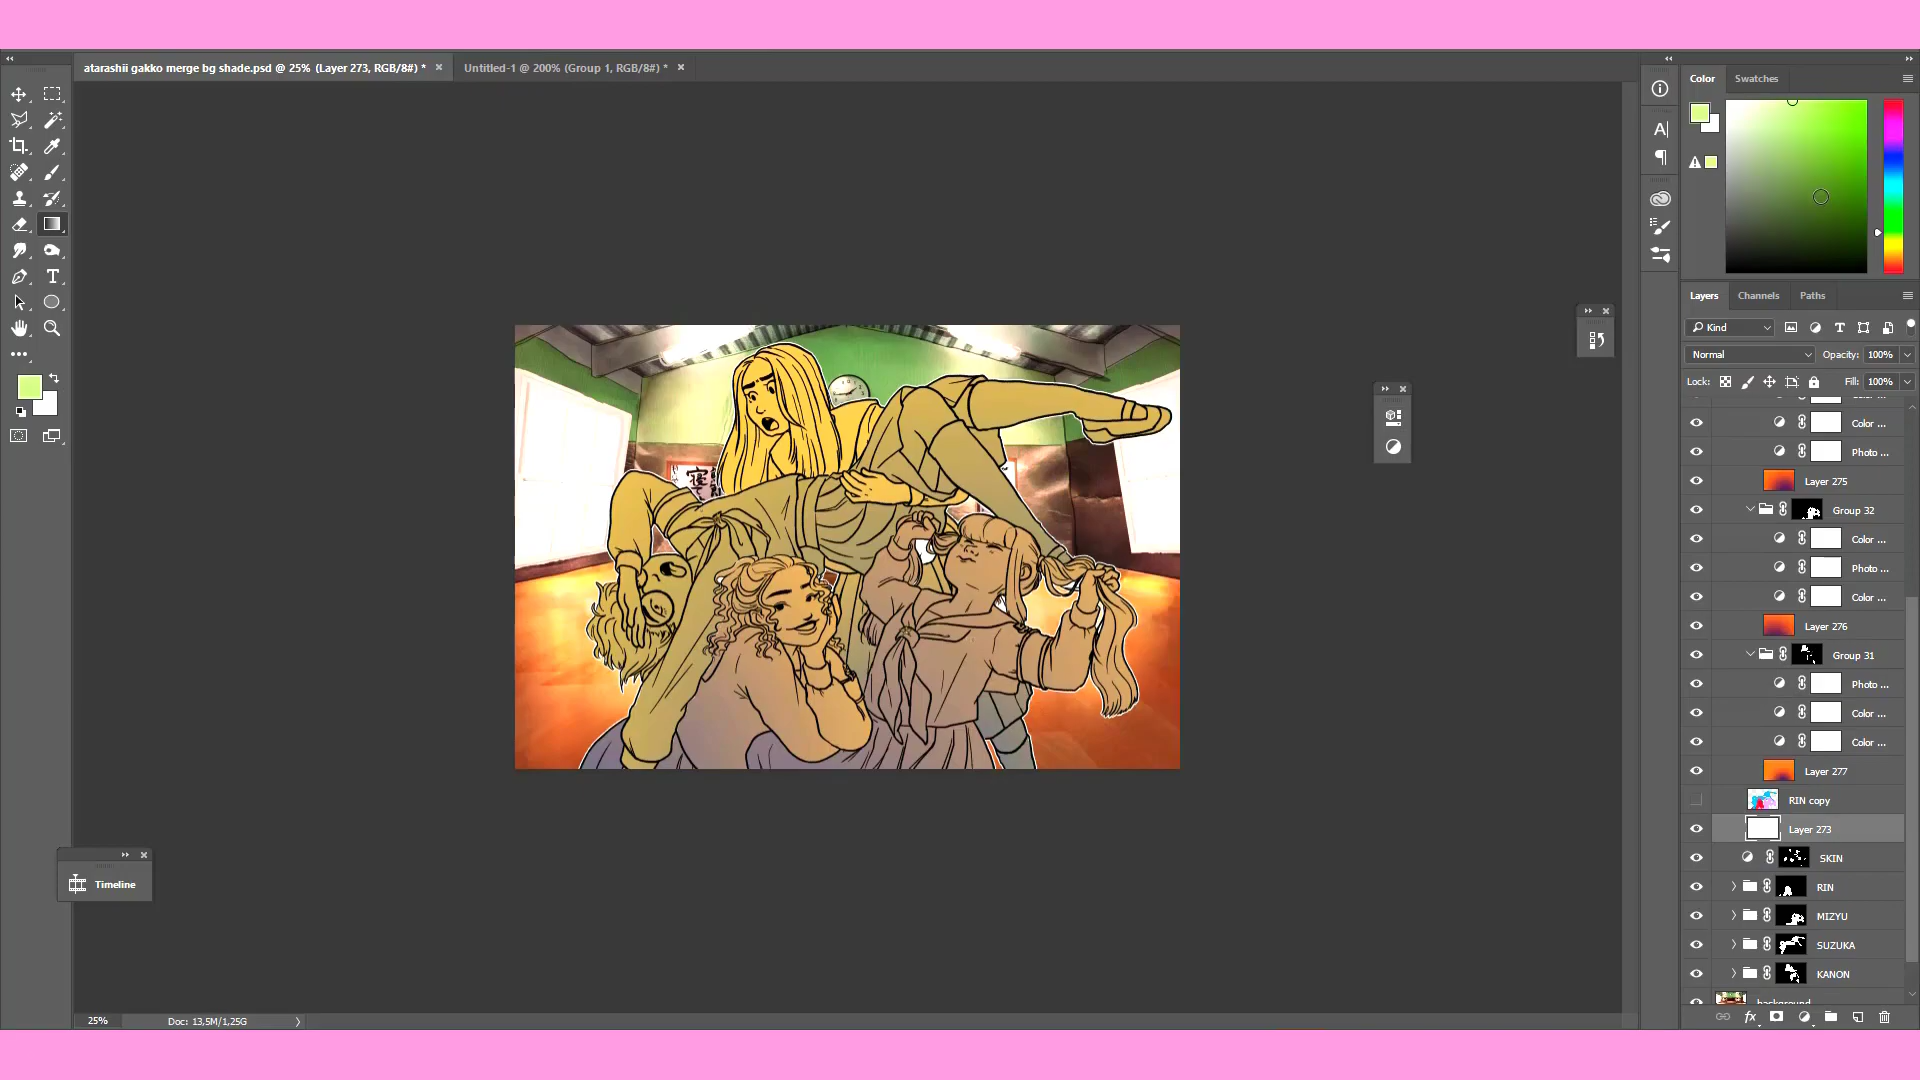 atarashii gakko merge bg shade.psd @ 25% (Layer 273, RGB/8#) *
Untitled-1 @ 200% (Group 1, RGB/8#) *
Color
Swatches
Layers
Channels
Paths
Kind
Normal
Opacity: 100%
Lock:
Fill: 100%
Color ...
Photo ...
Layer 275
Group 32
Color ...
Photo ...
Color ...
Layer 276
Group 31
Photo ...
Color ...
Color ...
Layer 277
RIN copy
Layer 273
SKIN
RIN
MIZYU
SUZUKA
KANON
background
fx
Timeline
25%
Doc: 13,5M/1,25G